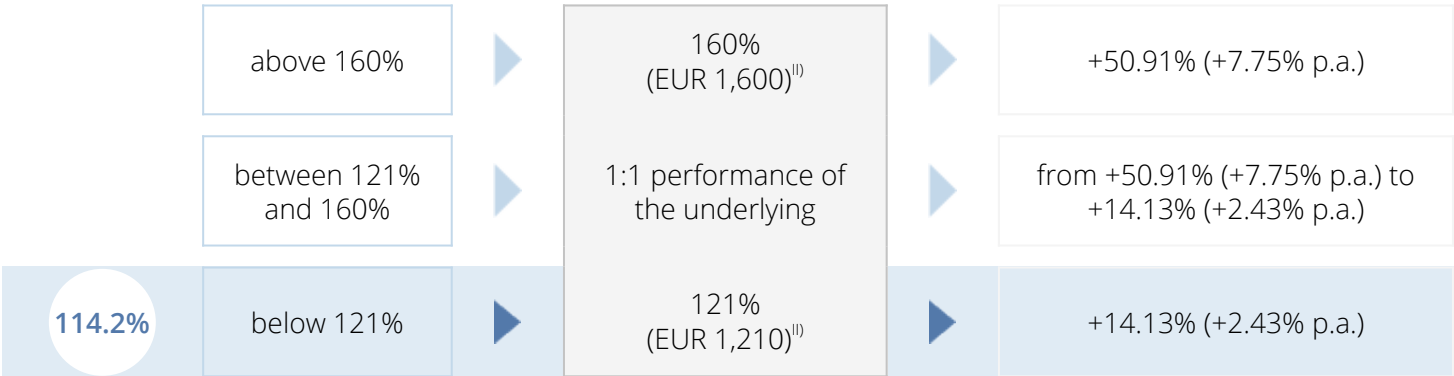 above 160%
160%
(EUR 1,600)II)
+50.91% (+7.75% p.a.)
between 121%
and 160%
1:1 performance of
the underlying
from +50.91% (+7.75% p.a.) to
+14.13% (+2.43% p.a.)
114.2%
below 121%
121%
(EUR 1,210)II)
+14.13% (+2.43% p.a.)